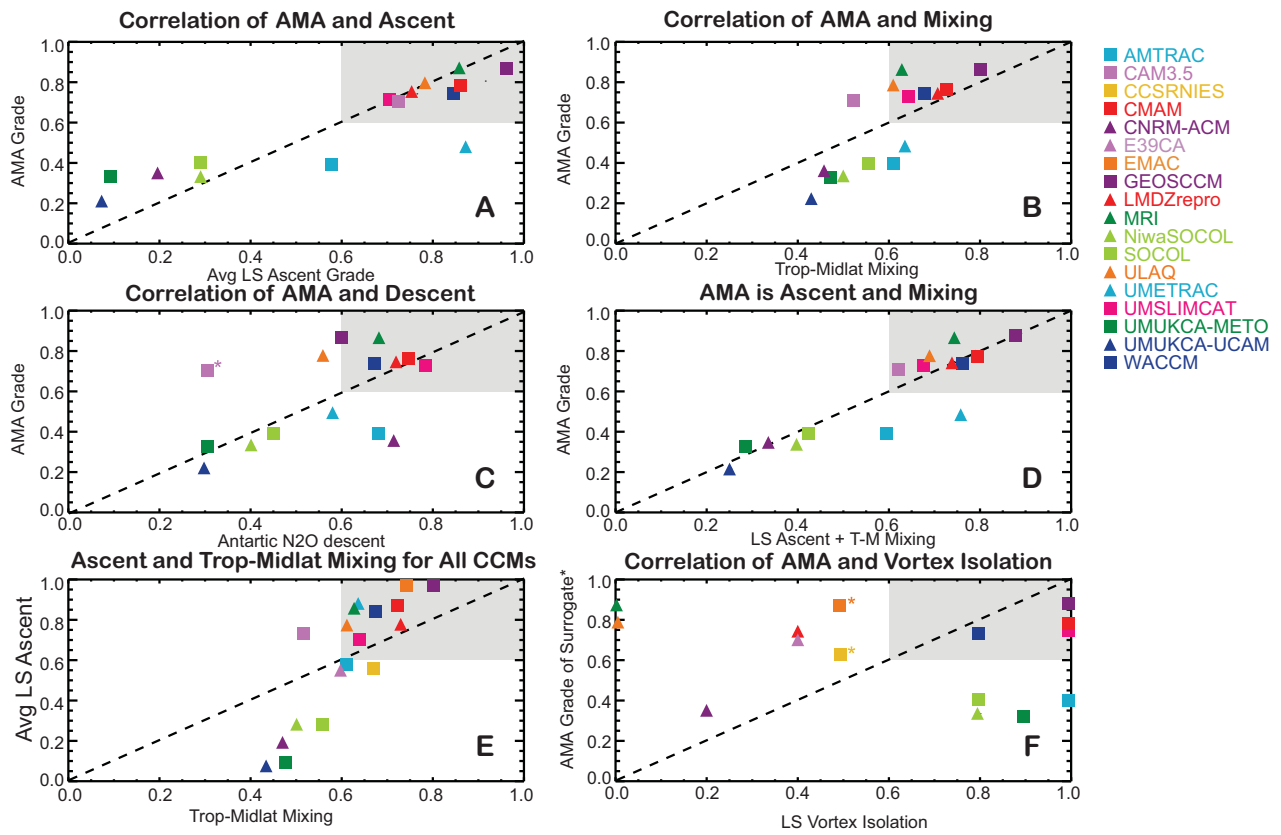 Correlation of AMA and Ascent
AMA Grade
1.0
0.8
0.6
0.4
0.2
0.0
A
0.0 0.2 0.4 0.6 0.8 1.0
Avg LS Ascent Grade
Correlation of AMA and Mixing
AMA Grade
1.0
0.8
0.6
0.4
0.2
0.0
B
0.0 0.2 0.4 0.6 0.8 1.0
Trop-Midlat Mixing
AMTRAC
CAM3.5
CCSRNIES
CMAM
CNRM-ACM
E39CA
EMAC
GEOSCCM
LMDZrepro
MRI
NiwaSOCOL
SOCOL
ULAQ
UMETRAC
UMSLIMCAT
UMUKCA-METO
UMUKCA-UCAM
WACCM
Correlation of AMA and Descent
AMA Grade
1.0
0.8
0.6
0.4
0.2
0.0
*
C
0.0 0.2 0.4 0.6 0.8 1.0
Antartic N2O descent
AMA is Ascent and Mixing
AMA Grade
1.0
0.8
0.6
0.4
0.2
0.0
D
0.0 0.2 0.4 0.6 0.8 1.0
LS Ascent + T-M Mixing
Ascent and Trop-Midlat Mixing for All CCMs
Avg LS Ascent
1.0
0.8
0.6
0.4
0.2
0.0
E
0.0 0.2 0.4 0.6 0.8 1.0
Trop-Midlat Mixing
Correlation of AMA and Vortex Isolation
AMA Grade of Surrogate*
1.0
0.8
0.6
0.4
0.2
0.0
*
*
F
0.0 0.2 0.4 0.6 0.8 1.0
LS Vortex Isolation